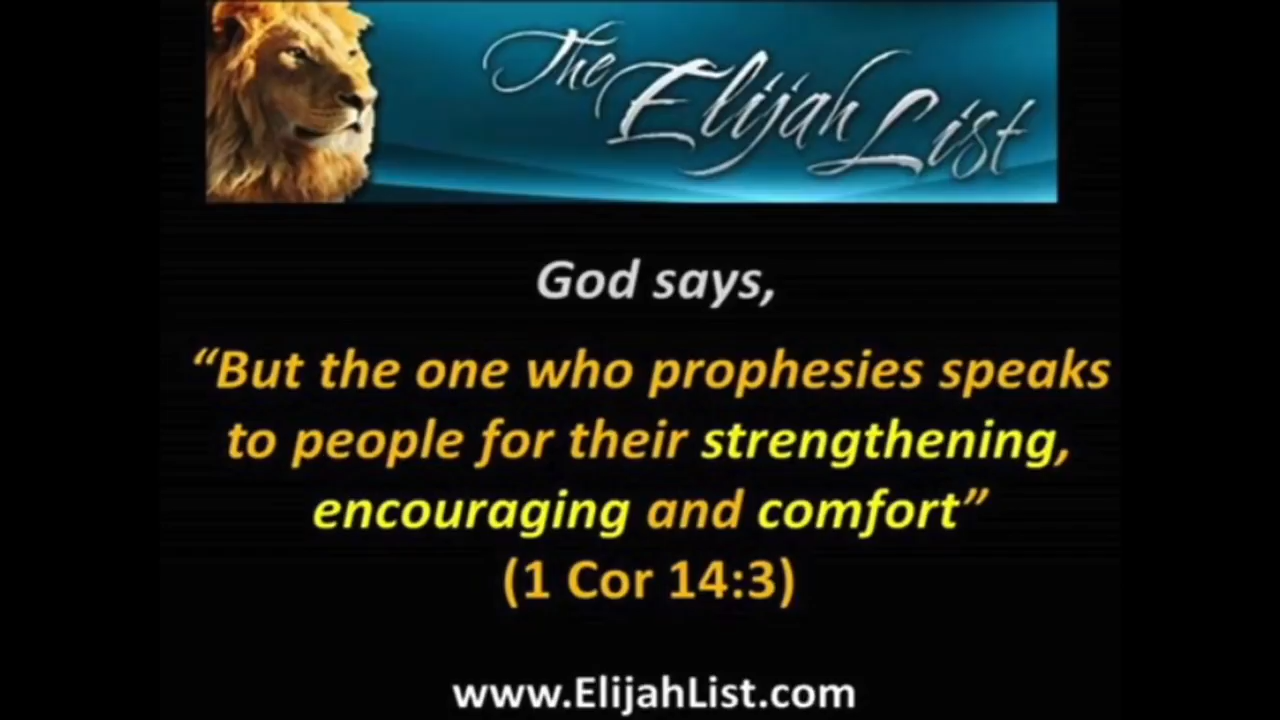 The Elijah List
God says,
“But the one who prophesies speaks
to people for their strengthening,
encouraging and comfort”
(1 Cor 14:3)
www.ElijahList.com